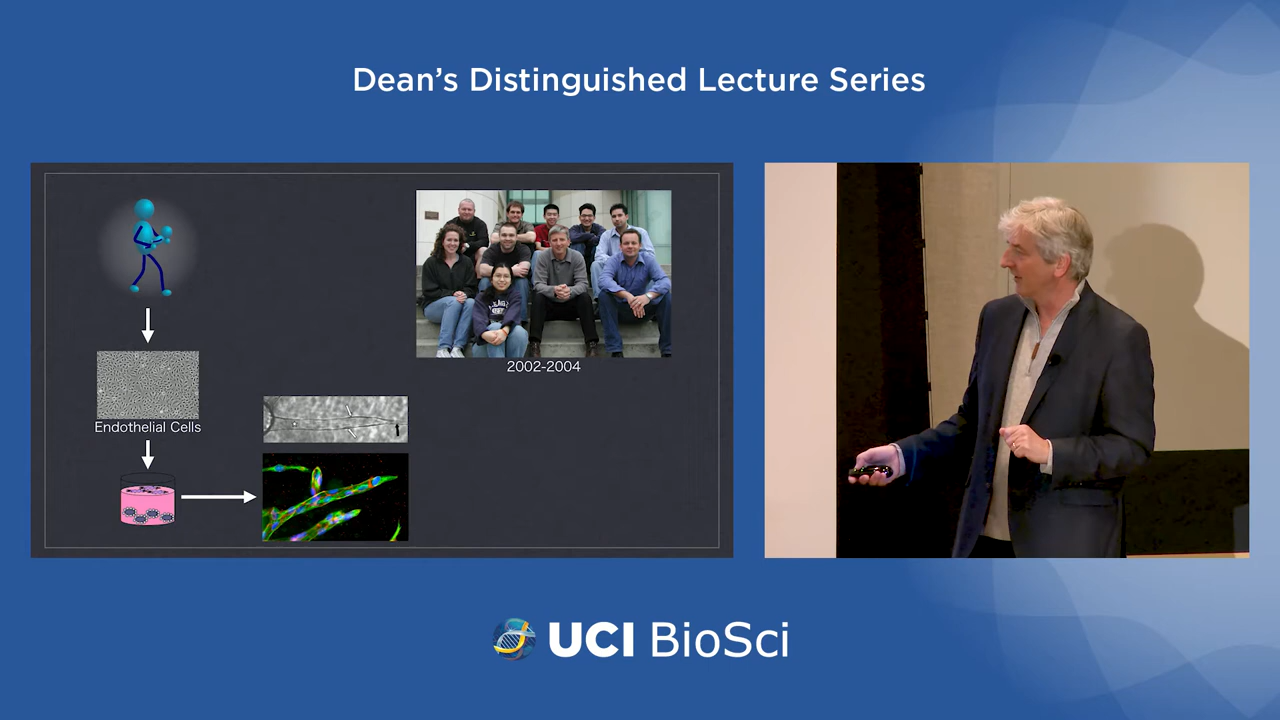 Dean's Distinguished Lecture Series
2002-2004
Endothelial Cells
UCI BioSci